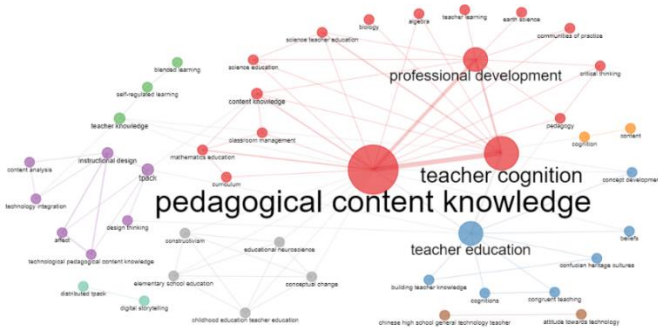 teacher learning
algebra
earth science
biology
communities of practice
science teacher education
science education
blended learning
professional development
critical thinking
self-regulated learning
content knowledge
teacher knowledge
pedagogy
content
classroom management
cognition
mathematics education
instructional design
content analysis
tpack
curriculum
teacher cognition
concept development
technology integration
pedagogical content knowledge
design thinking
affect
constructivism
educational neuroscience
teacher education
beliefs
technological pedagogical content knowledge
confucian heritage cultures
elementary school education
conceptual change
building teacher knowledge
distributed tpack
cognitions
congruent teaching
digital storytelling
childhood education teacher education
chinese high school general technology teacher
attitude towards technology